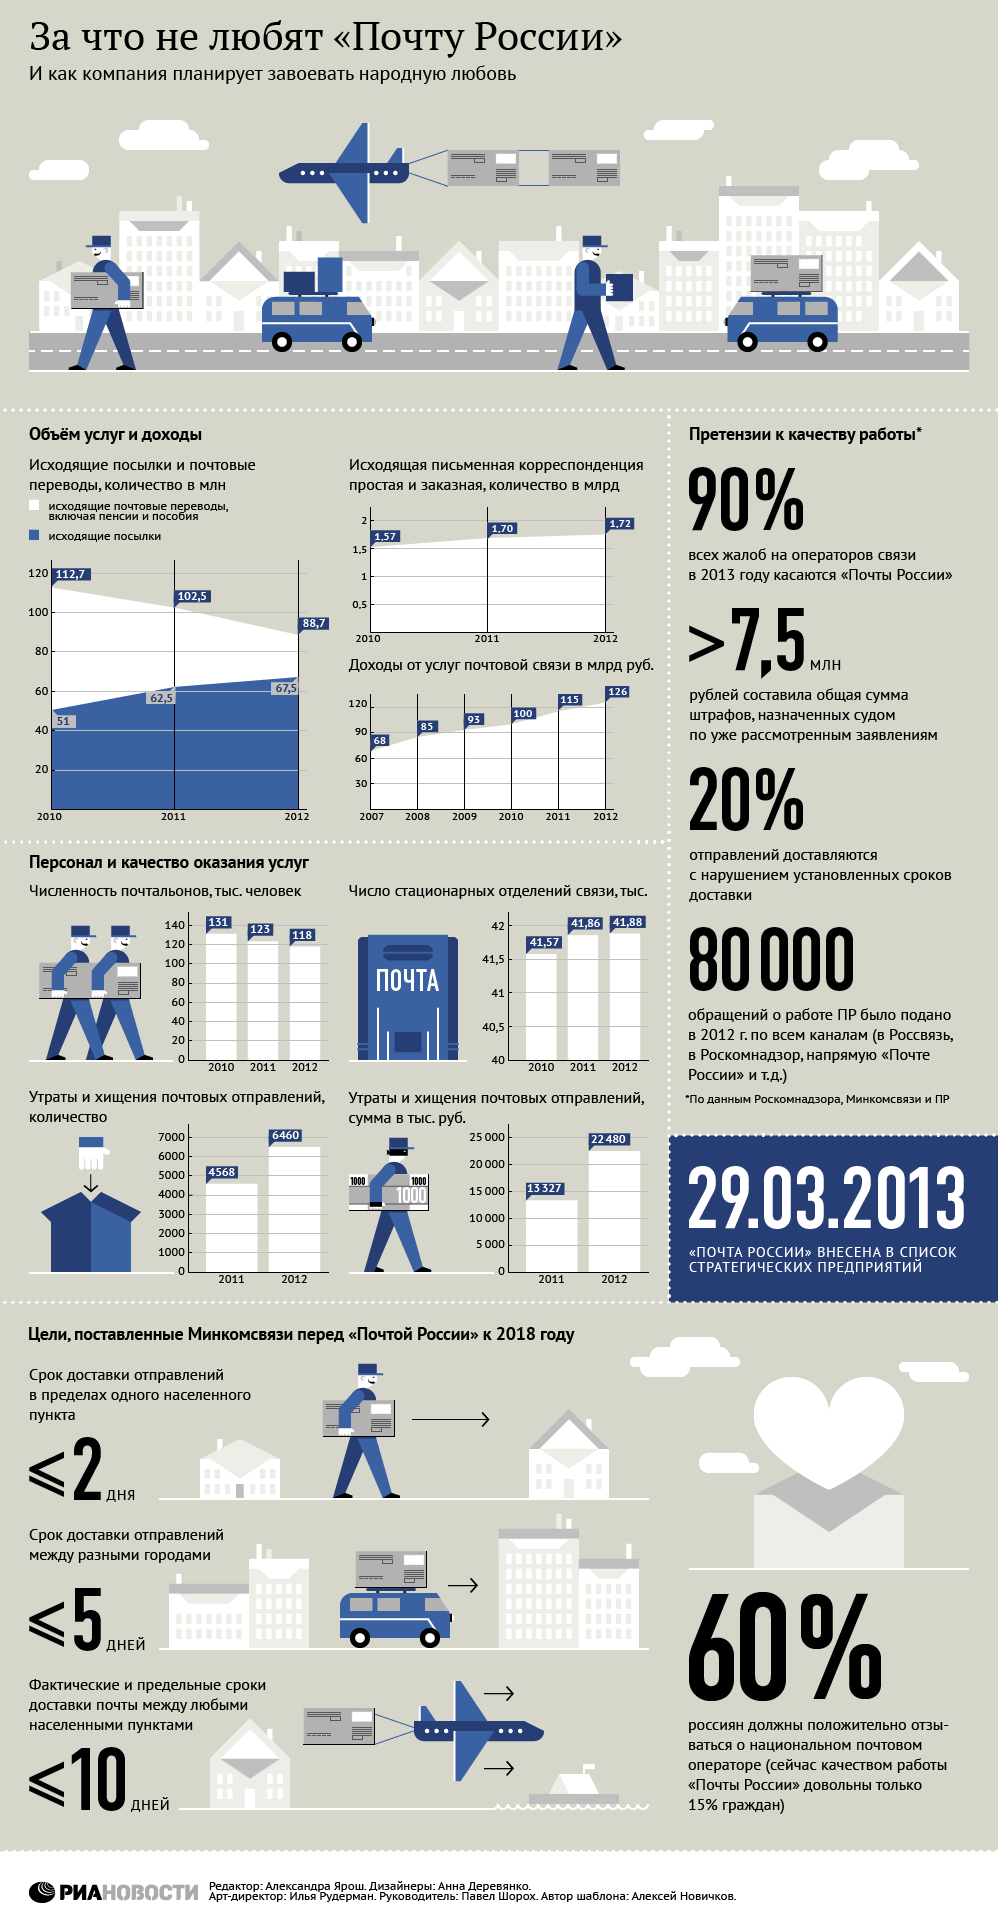 За что не любят «Почту России»
И как компания планирует завоевать народную любовь
Объём услуг и доходы
Исходящие посылки и почтовые
переводы, количество в млн
исходящие почтовые переводы,
включая пенсии и пособия
исходящие посылки
120
100
80
60
40
20
112,7
102,5
88,7
51
62,5
67,5
2010
2011
2012
Исходящая письменная корреспонденция
простая и заказная, количество в млрд
2
1,5
1
0,5
1,57
1,70
1,72
2010
2011
2012
Доходы от услуг почтовой связи в млрд руб.
120
90
60
30
68
85
93
100
115
126
2007
2008
2009
2010
2011
2012
Претензии к качеству работы*
90%
всех жалоб на операторов связи
в 2013 году касаются «Почты России»
>7,5 млн
рублей составила общая сумма
штрафов, назначенных судом
по уже рассмотренным заявлениям
20%
отправлений доставляются
с нарушением установленных сроков
доставки
80 000
обращений о работе ПР было подано
в 2012 г. по всем каналам (в Россвязь,
в Роскомнадзор, напрямую «Почте
России» и т.д.)
*По данным Роскомнадзора, Минкомсвязи и ПР
29.03.2013
«ПОЧТА РОССИИ» ВНЕСЕНА В СПИСОК
СТРАТЕГИЧЕСКИХ ПРЕДПРИЯТИЙ
Персонал и качество оказания услуг
Численность почтальонов, тыс. человек
140
120
100
80
60
40
20
0
131
123
118
2010
2011
2012
Число стационарных отделений связи, тыс.
ПОЧТА
42
41,5
41
40,5
40
41,57
41,86
41,88
2010
2011
2012
Утраты и хищения почтовых отправлений,
количество
7000
6000
5000
4000
3000
2000
1000
0
4568
6460
2011
2012
Утраты и хищения почтовых отправлений,
сумма в тыс. руб.
1000
1000
1000
25 000
20 000
15 000
10 000
5 000
0
13 327
22 480
2011
2012
Цели, поставленные Минкомсвязи перед «Почтой России» к 2018 году
Срок доставки отправлений
в пределах одного населенного
пункта
⩽2 дня
Срок доставки отправлений
между разными городами
⩽5 дней
Фактические и предельные сроки
доставки почты между любыми
населенными пунктами
⩽10 дней
60%
россиян должны положительно отзы-
ваться о национальном почтовом
операторе (сейчас качеством работы
«Почты России» довольны только
15% граждан)
РИАНОВОСТИ
Редактор: Александра Ярош. Дизайнеры: Анна Деревянко.
Арт-директор: Илья Рудерман. Руководитель: Павел Шорох. Автор шаблона: Алексей Новичков.